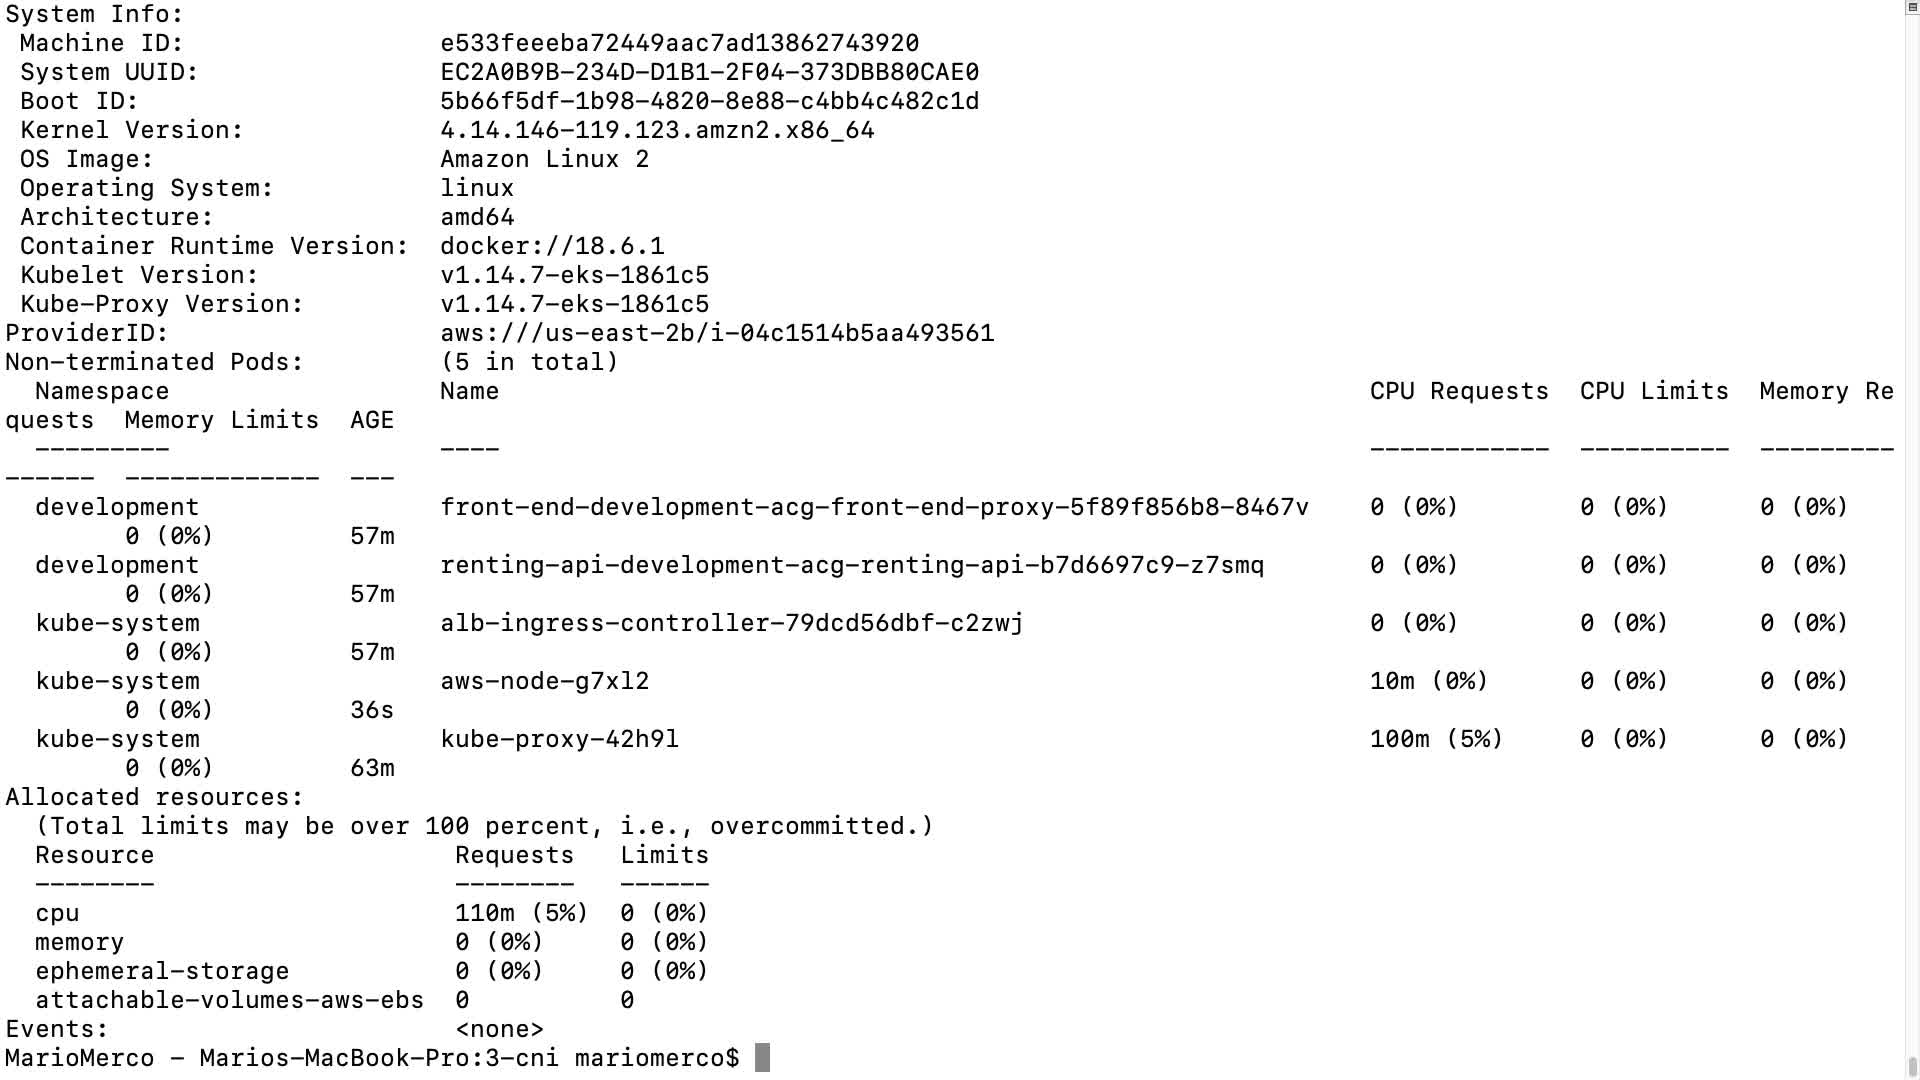 System Info:
 Machine ID:                 e533feeeba72449aac7ad13862743920
 System UUID:                EC2A0B9B-234D-D1B1-2F04-373DBB80CAE0
 Boot ID:                    5b66f5df-1b98-4820-8e88-c4bb4c482c1d
 Kernel Version:             4.14.146-119.123.amzn2.x86_64
 OS Image:                   Amazon Linux 2
 Operating System:           linux
 Architecture:               amd64
 Container Runtime Version:  docker://18.6.1
 Kubelet Version:            v1.14.7-eks-1861c5
 Kube-Proxy Version:         v1.14.7-eks-1861c5
ProviderID:                  aws:///us-east-2b/i-04c1514b5aa493561
Non-terminated Pods:         (5 in total)
  Namespace                  Name                                                          CPU Requests  CPU Limits  Memory Re
quests  Memory Limits  AGE
  ---------                  ----                                                          ------------  ----------  ---------
------  -------------  ---
  development                front-end-development-acg-front-end-proxy-5f89f856b8-8467v    0 (0%)        0 (0%)      0 (0%)
        0 (0%)         57m
  development                renting-api-development-acg-renting-api-b7d6697c9-z7smq       0 (0%)        0 (0%)      0 (0%)
        0 (0%)         57m
  kube-system                alb-ingress-controller-79dcd56dbf-c2zwj                       0 (0%)        0 (0%)      0 (0%)
        0 (0%)         57m
  kube-system                aws-node-g7xl2                                                10m (0%)      0 (0%)      0 (0%)
        0 (0%)         36s
  kube-system                kube-proxy-42h9l                                              100m (5%)     0 (0%)      0 (0%)
        0 (0%)         63m
Allocated resources:
  (Total limits may be over 100 percent, i.e., overcommitted.)
  Resource                    Requests   Limits
  --------                    --------   ------
  cpu                         110m (5%)  0 (0%)
  memory                      0 (0%)     0 (0%)
  ephemeral-storage           0 (0%)     0 (0%)
  attachable-volumes-aws-ebs  0          0
Events:                       <none>
MarioMerco - Marios-MacBook-Pro:3-cni mariomerco$